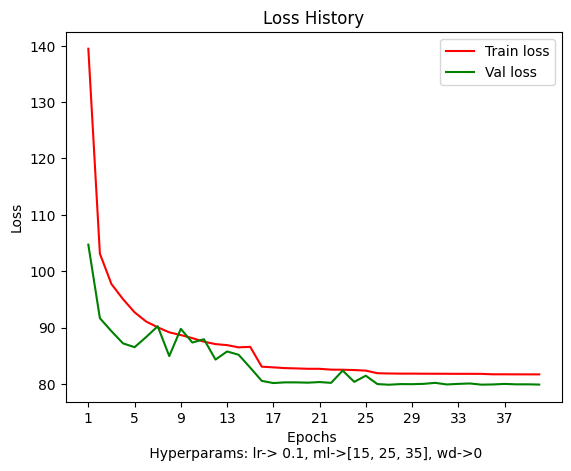 Loss History
Train loss
Val loss
140
130
120
110
100
90
80
Loss
1 5 9 13 17 21 25 29 33 37
Epochs
Hyperparams: lr-> 0.1, ml->[15, 25, 35], wd->0